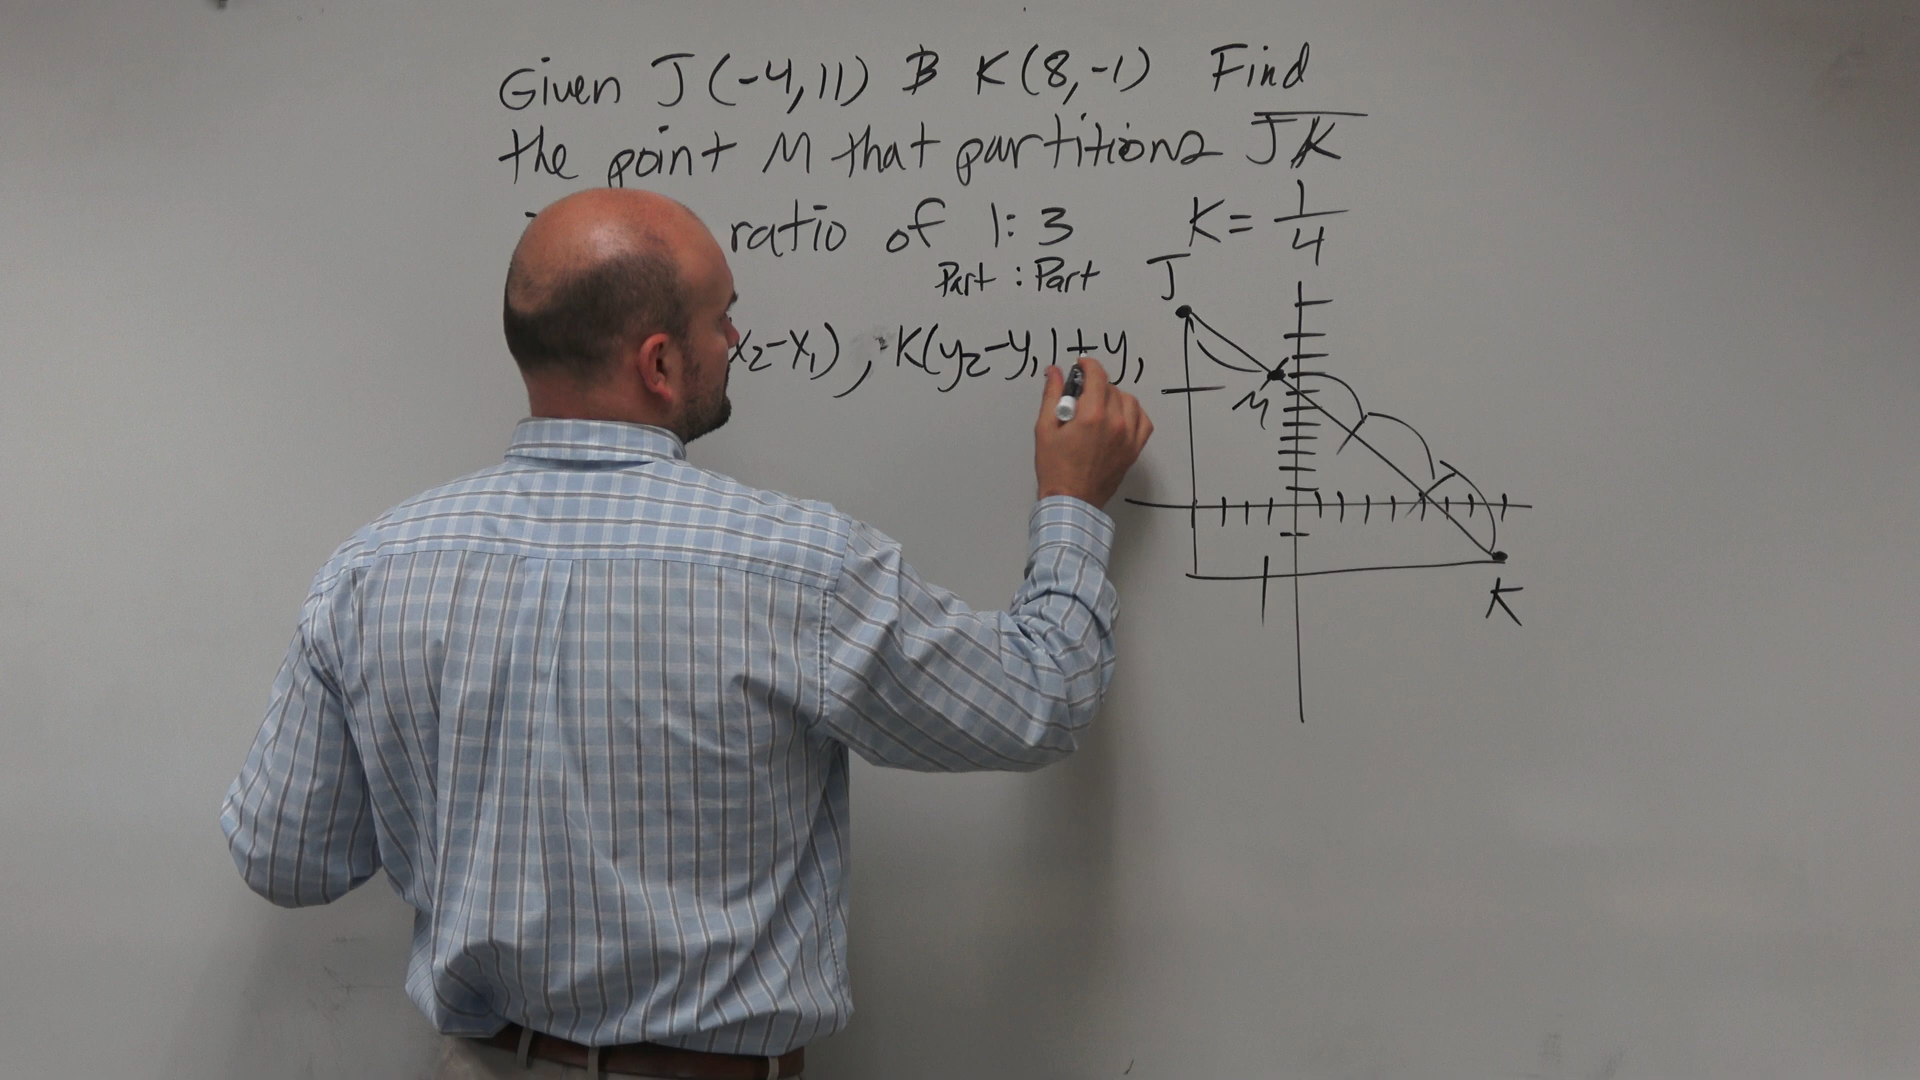 Given J(-4,11) & K(8,-1) Find
the point M that partitions JK
ratio of 1:3 K= 1/4
Part : Part
x₂-x₁), K(y₂-y₁)+y₁
J
M
K